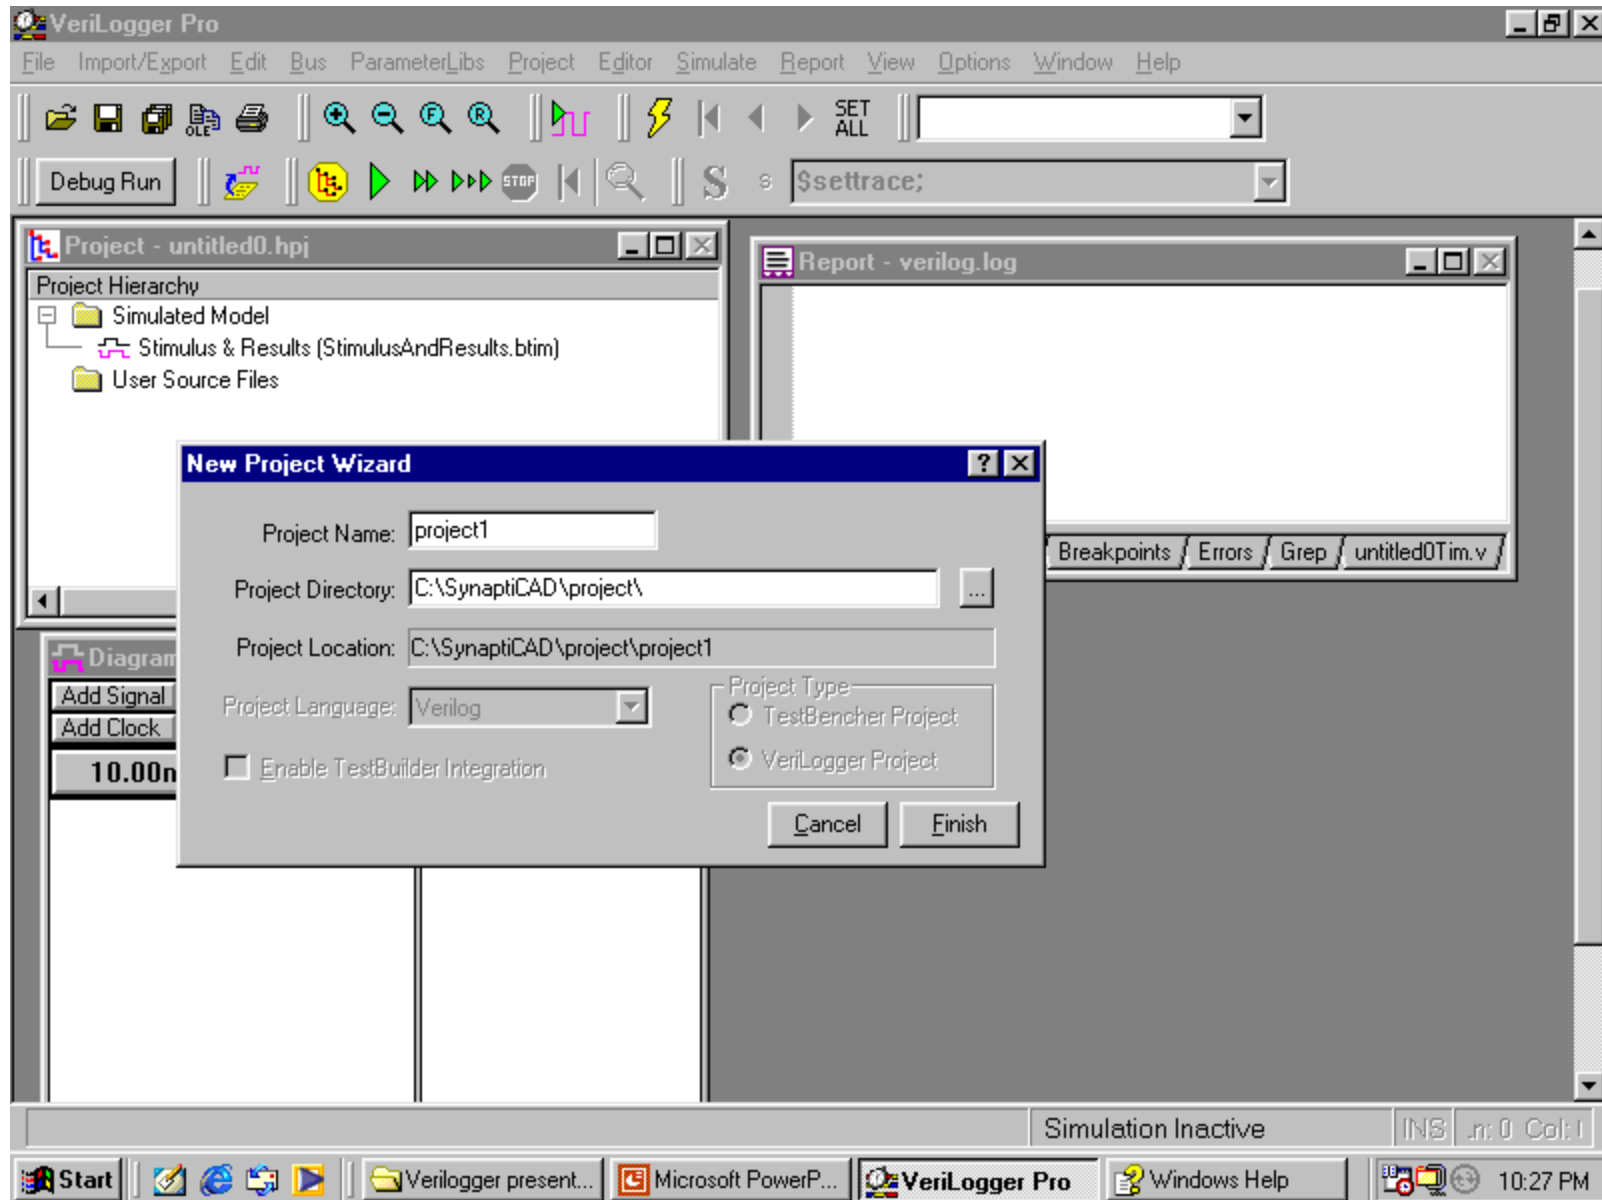 VeriLogger Pro
File Import/Export Edit Bus ParameterLibs Project Editor Simulate Report View Options Window Help
OLE F R SET ALL
Debug Run STOP S s $settrace;
Project - untitled0.hpj
Project Hierarchy
Simulated Model
Stimulus & Results (StimulusAndResults.btim)
User Source Files
Report - verilog.log
Breakpoints Errors Grep untitled0Tim.v
New Project Wizard
Project Name: project1
Project Directory: C:\SynaptiCAD\project\ ...
Project Location: C:\SynaptiCAD\project\project1
Project Language: Verilog
Enable TestBuilder Integration
Project Type
TestBencher Project
VeriLogger Project
Cancel Finish
Diagram
Add Signal
Add Clock
10.00n
Simulation Inactive INS .n: 0 Col:
Start Verilogger present... Microsoft PowerP... VeriLogger Pro Windows Help 10:27 PM